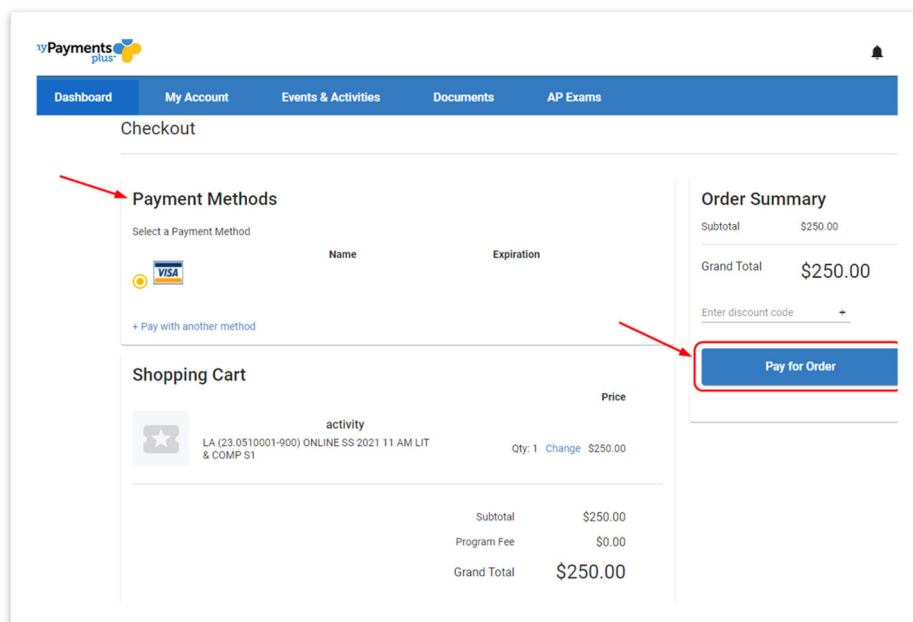 Payments
plus
Dashboard My Account Events & Activities Documents AP Exams
Checkout
Payment Methods
Select a Payment Method
Name Expiration
VISA
+ Pay with another method
Order Summary
Subtotal $250.00
Grand Total $250.00
Enter discount code +
Pay for Order
Shopping Cart
Price
activity
LA (23.0510001-900) ONLINE SS 2021 11 AM LIT
& COMP S1
Qty: 1 Change $250.00
Subtotal $250.00
Program Fee $0.00
Grand Total $250.00